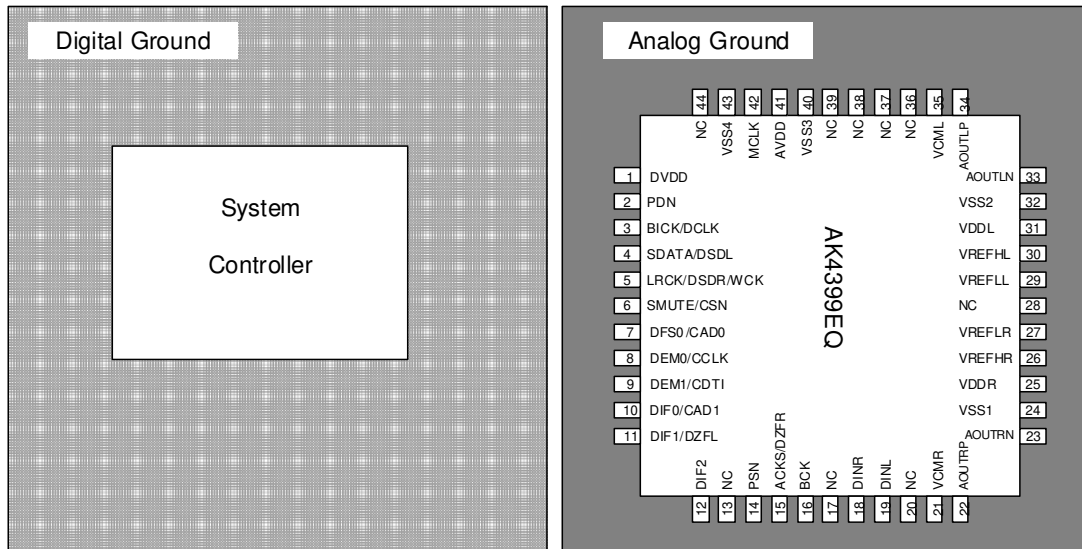 Digital Ground
System
Controller
Analog Ground
44 43 42 41 40 39 38 37 36 35 34
NC VSS4 MCLK AVDD VSS3 NC NC NC NC VCML AOUTLP
1 DVDD
2 PDN
3 BICK/DCLK
4 SDATA/DSDL
5 LRCK/DSDR/WCK
6 SMUTE/CSN
7 DFS0/CAD0
8 DEM0/CCLK
9 DEM1/CDTI
10 DIF0/CAD1
11 DIF1/DZFL
AK4399EQ
AOUTLN 33
VSS2 32
VDDL 31
VREFHL 30
VREFLL 29
NC 28
VREFLR 27
VREFHR 26
VDDR 25
VSS1 24
AOUTRN 23
DIF2 NC PSN ACKS/DZFR BCK NC DINR DINL NC VCMR AOUTRP
12 13 14 15 16 17 18 19 20 21 22